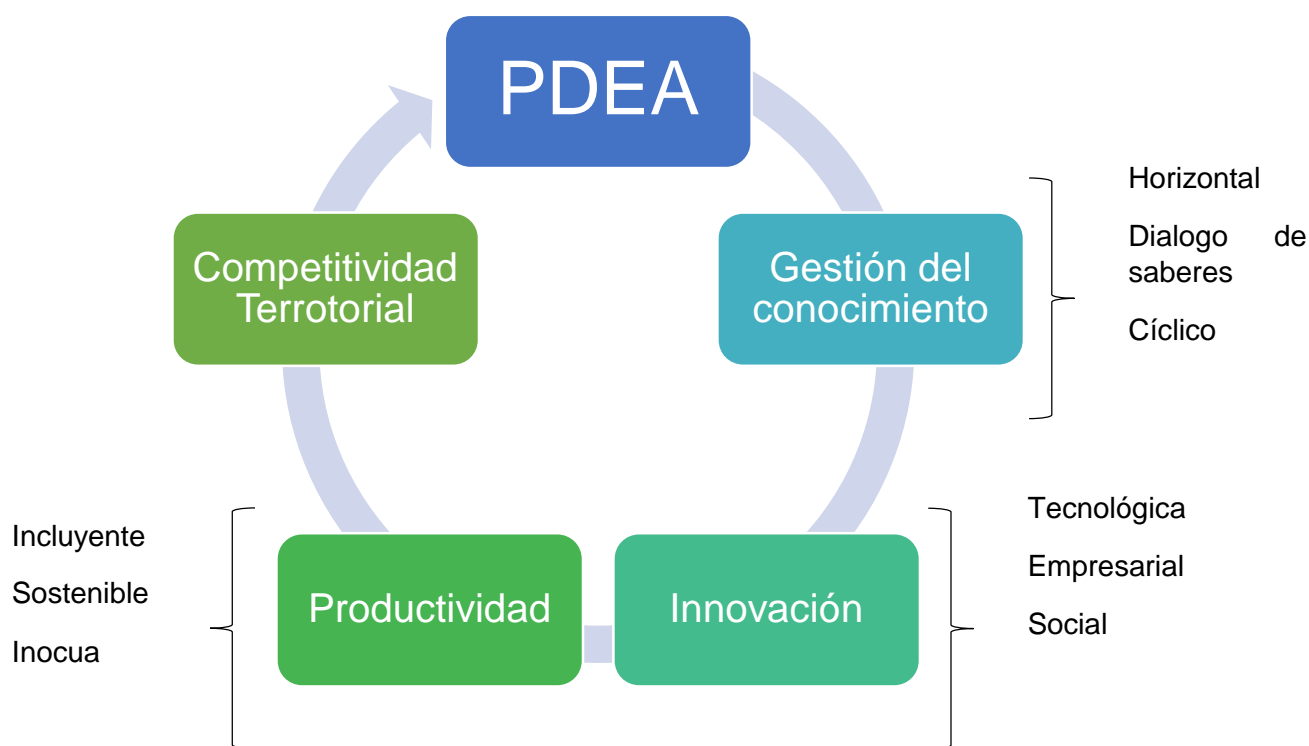 PDEA
Gestión del
conocimiento
Horizontal
Dialogo de
saberes
Cíclico
Innovación
Tecnológica
Empresarial
Social
Productividad
Incluyente
Sostenible
Inocua
Competitividad
Terrotorial